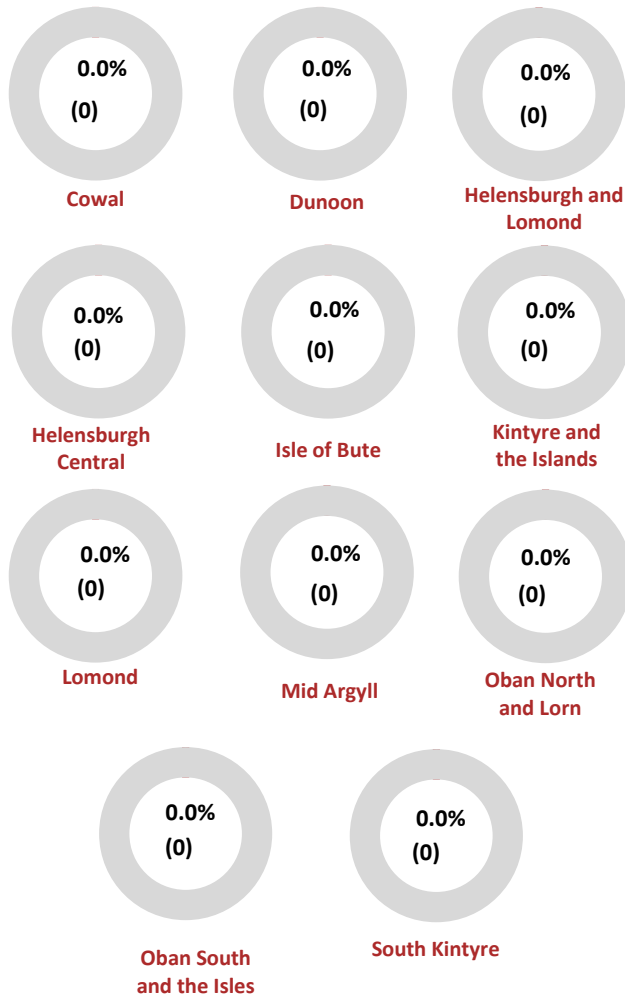 0.0%
(0)
Cowal
0.0%
(0)
Dunoon
0.0%
(0)
Helensburgh and
Lomond
0.0%
(0)
Helensburgh
Central
0.0%
(0)
Isle of Bute
0.0%
(0)
Kintyre and
the Islands
0.0%
(0)
Lomond
0.0%
(0)
Mid Argyll
0.0%
(0)
Oban North
and Lorn
0.0%
(0)
Oban South
and the Isles
0.0%
(0)
South Kintyre